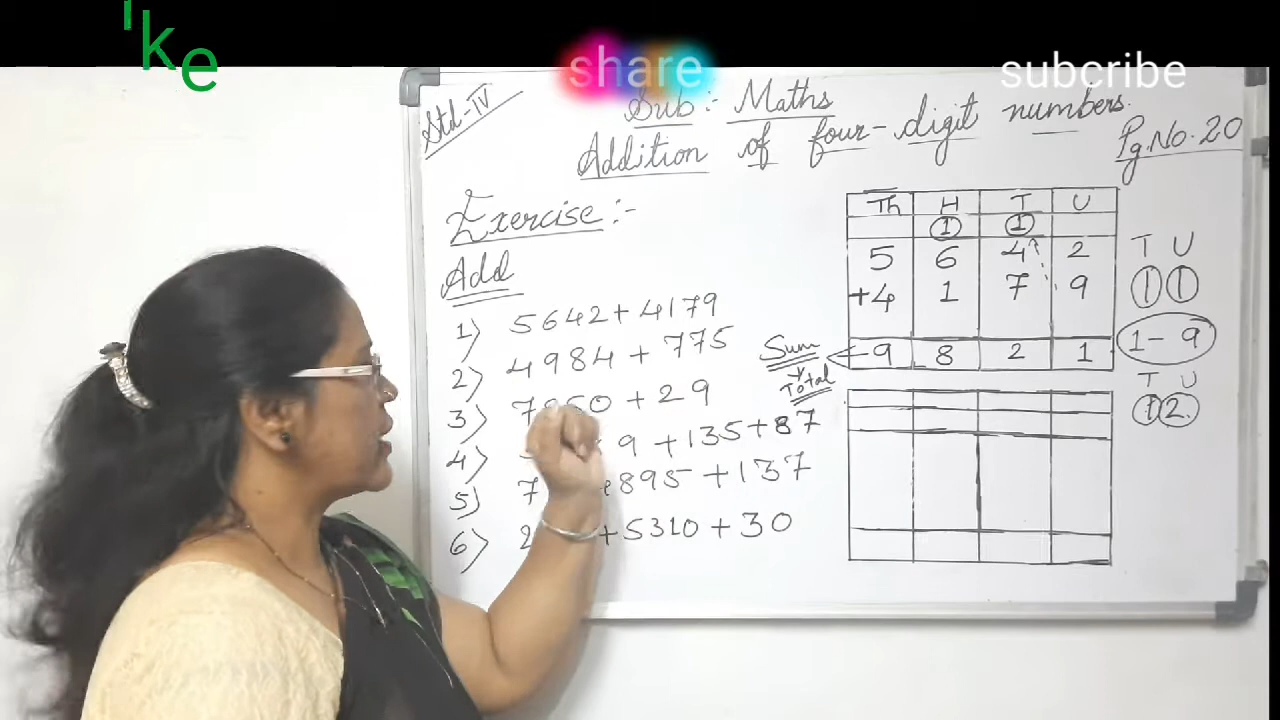 ike
share
subcribe
Std-IV
Sub:- Maths
Addition of four-digit numbers.
Pg.No.20
Exercise:-
Add
1) 5642+4179
2) 4984 + 775
3) 7950 + 29
4) 9 +135+87
5) 7 +895 +137
6) 2 +5310 +30
Th H T U
1 1
5 6 4 2
+4 1 7 9
9 8 2 1
Sum
Total
T U
1 1
1- 9
T U
1 2